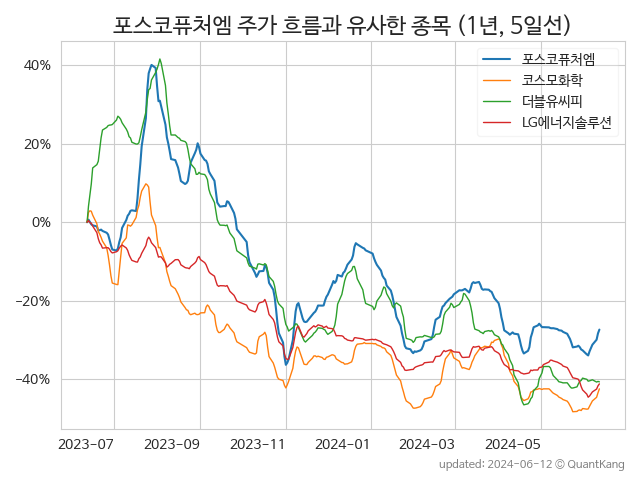 포스코퓨처엠 주가 흐름과 유사한 종목 (1년, 5일선)
포스코퓨처엠
코스모화학
더블유씨피
LG에너지솔루션
40%
20%
0%
−20%
−40%
2023-07 2023-09 2023-11 2024-01 2024-03 2024-05
updated: 2024-06-12 © QuantKang